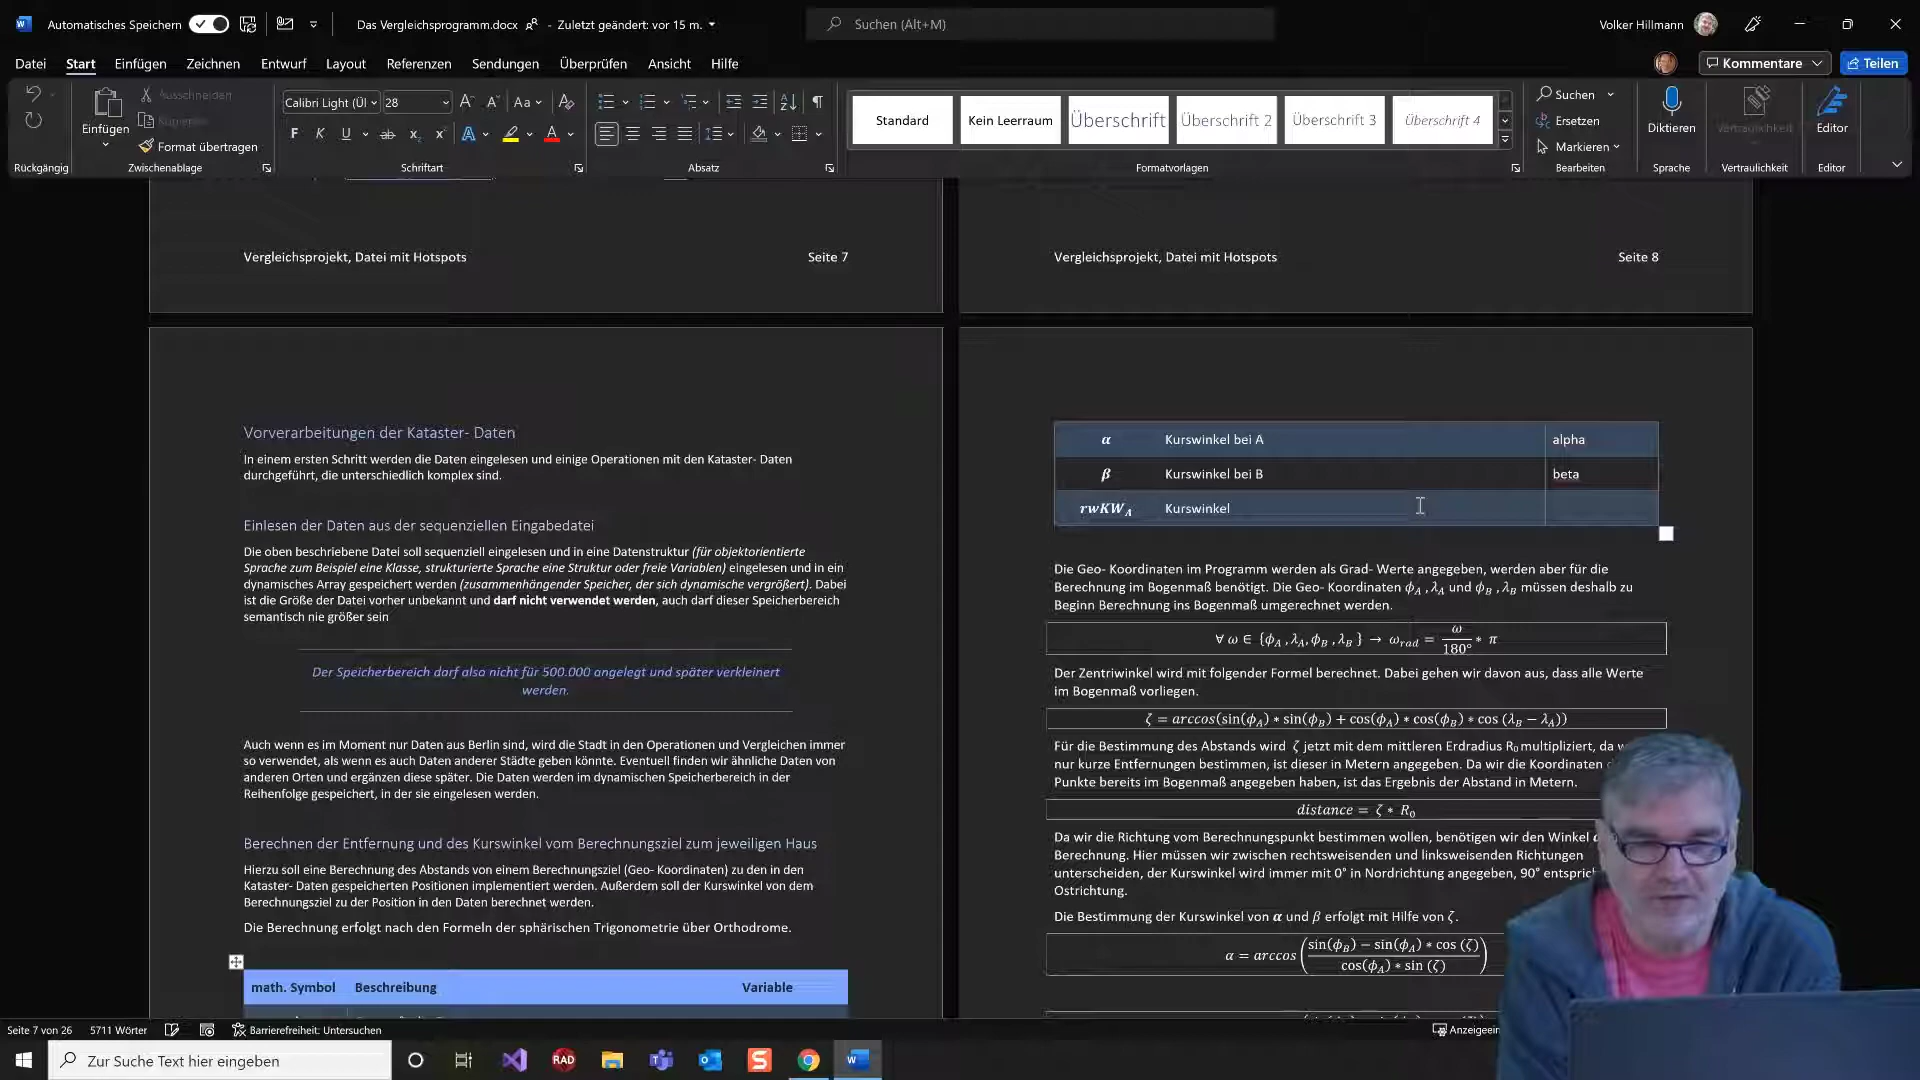 Automatisches Speichern
Das Vergleichsprogramm.docx - Zuletzt geändert: vor 15 m.
Suchen (Alt+M)
Volker Hillmann
Datei Start Einfügen Zeichnen Entwurf Layout Referenzen Sendungen Überprüfen Ansicht Hilfe
Kommentare
Teilen
Einfügen
Ausschneiden
Kopieren
Format übertragen
Calibri Light (Ül
28
Standard
Kein Leerraum
Überschrift
Überschrift 2
Überschrift 3
Überschrift 4
Suchen
Ersetzen
Markieren
Diktieren
Vertraulichkeit
Editor
Rückgängig
Zwischenablage
Schriftart
Absatz
Formatvorlagen
Bearbeiten
Sprache
Vertraulichkeit
Editor
Vergleichsprojekt, Datei mit Hotspots Seite 7
Vergleichsprojekt, Datei mit Hotspots Seite 8
Vorverarbeitungen der Kataster- Daten
In einem ersten Schritt werden die Daten eingelesen und einige Operationen mit den Kataster- Daten
durchgeführt, die unterschiedlich komplex sind.
Einlesen der Daten aus der sequenziellen Eingabedatei
Die oben beschriebene Datei soll sequenziell eingelesen und in eine Datenstruktur (für objektorientierte
Sprache zum Beispiel eine Klasse, strukturierte Sprache eine Struktur oder freie Variablen) eingelesen und in ein
dynamisches Array gespeichert werden (zusammenhängender Speicher, der sich dynamische vergrößert). Dabei
ist die Größe der Datei vorher unbekannt und darf nicht verwendet werden, auch darf dieser Speicherbereich
semantisch nie größer sein
Der Speicherbereich darf also nicht für 500.000 angelegt und später verkleinert
werden.
Auch wenn es im Moment nur Daten aus Berlin sind, wird die Stadt in den Operationen und Vergleichen immer
so verwendet, als wenn es auch Daten anderer Städte geben könnte. Eventuell finden wir ähnliche Daten von
anderen Orten und ergänzen diese später. Die Daten werden im dynamischen Speicherbereich in der
Reihenfolge gespeichert, in der sie eingelesen werden.
Berechnen der Entfernung und des Kurswinkel vom Berechnungsziel zum jeweiligen Haus
Hierzu soll eine Berechnung des Abstands von einem Berechnungsziel (Geo- Koordinaten) zu den in den
Kataster- Daten gespeicherten Positionen implementiert werden. Außerdem soll der Kurswinkel von dem
Berechnungsziel zu der Position in den Daten berechnet werden.
Die Berechnung erfolgt nach den Formeln der sphärischen Trigonometrie über Orthodrome.
math. Symbol Beschreibung Variable
α Kurswinkel bei A alpha
β Kurswinkel bei B beta
rwKW_A Kurswinkel
Die Geo- Koordinaten im Programm werden als Grad- Werte angegeben, werden aber für die
Berechnung im Bogenmaß benötigt. Die Geo- Koordinaten ϕ_A , λ_A und ϕ_B , λ_B müssen deshalb zu
Beginn Berechnung ins Bogenmaß umgerechnet werden.
∀ ω ∈ {ϕ_A , λ_A, ϕ_B , λ_B } → ω_rad = ω/180° ∗ π
Der Zentriwinkel wird mit folgender Formel berechnet. Dabei gehen wir davon aus, dass alle Werte
im Bogenmaß vorliegen.
ζ = arccos(sin(ϕ_A) ∗ sin(ϕ_B) + cos(ϕ_A) ∗ cos(ϕ_B) ∗ cos (λ_B − λ_A))
Für die Bestimmung des Abstands wird ζ jetzt mit dem mittleren Erdradius R₀ multipliziert, da
nur kurze Entfernungen bestimmen, ist dieser in Metern angegeben. Da wir die Koordinaten
Punkte bereits im Bogenmaß angegeben haben, ist das Ergebnis der Abstand in Metern.
distance = ζ ∗ R₀
Da wir die Richtung vom Berechnungspunkt bestimmen wollen, benötigen wir den Winkel
Berechnung. Hier müssen wir zwischen rechtsweisenden und linksweisenden Richtungen
unterscheiden, der Kurswinkel wird immer mit 0° in Nordrichtung angegeben, 90° entspric
Ostrichtung.
Die Bestimmung der Kurswinkel von α und β erfolgt mit Hilfe von ζ.
α = arccos( (sin(ϕ_B) − sin(ϕ_A) ∗ cos (ζ)) / (cos(ϕ_A) ∗ sin (ζ)) )
Seite 7 von 26 5711 Wörter Barrierefreiheit: Untersuchen
Anzeigeein
Zur Suche Text hier eingeben
RAD